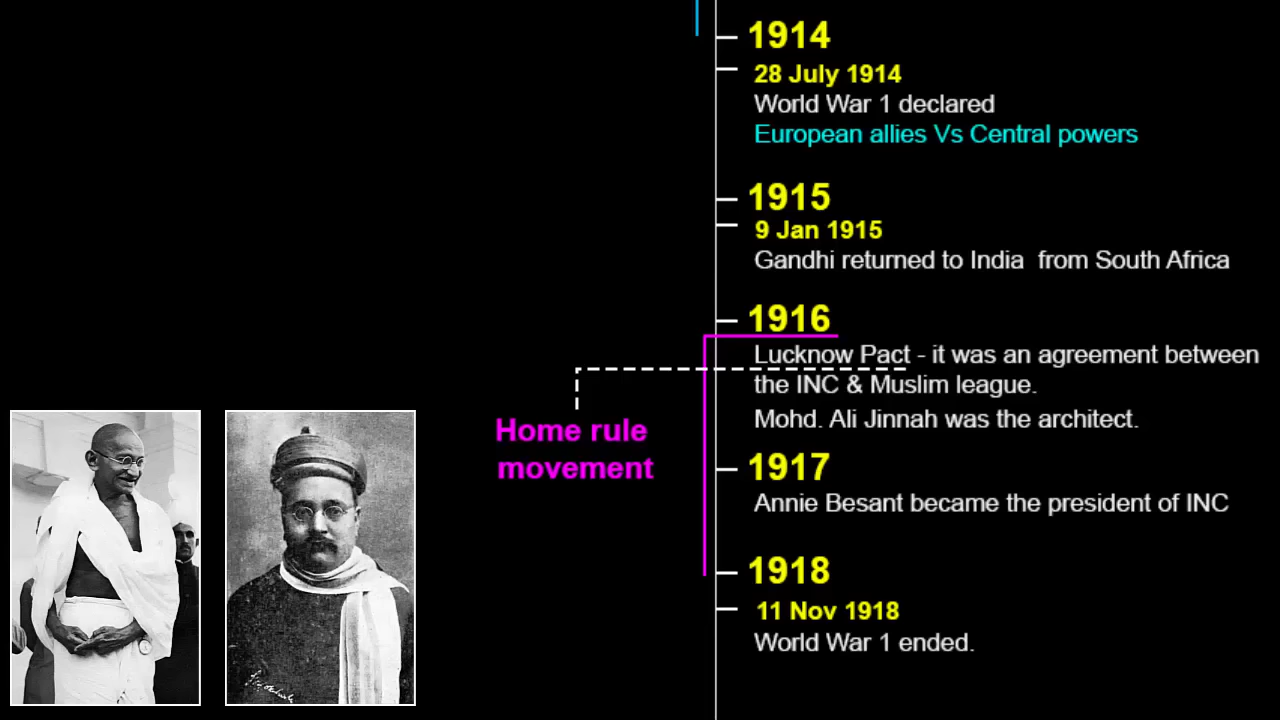 1914
28 July 1914
World War 1 declared
European allies Vs Central powers
1915
9 Jan 1915
Gandhi returned to India from South Africa
1916
Lucknow Pact - it was an agreement between
the INC & Muslim league.
Mohd. Ali Jinnah was the architect.
Home rule
movement
1917
Annie Besant became the president of INC
1918
11 Nov 1918
World War 1 ended.